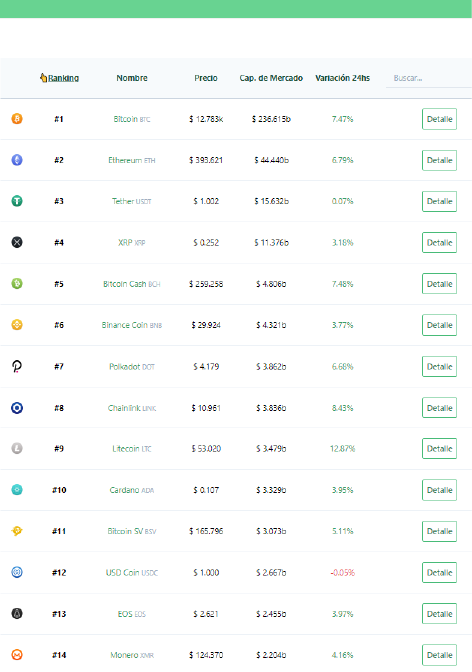 Ranking Nombre Precio Cap. de Mercado Variación 24hs Buscar...
#1 Bitcoin BTC $ 12.783k $ 236.615b 7.47% Detalle
#2 Ethereum ETH $ 393.621 $ 44.440b 6.79% Detalle
#3 Tether USDT $ 1.002 $ 15.632b 0.07% Detalle
#4 XRP XRP $ 0.252 $ 11.376b 3.18% Detalle
#5 Bitcoin Cash BCH $ 259.258 $ 4.806b 7.48% Detalle
#6 Binance Coin BNB $ 29.924 $ 4.321b 3.77% Detalle
#7 Polkadot DOT $ 4.179 $ 3.862b 6.68% Detalle
#8 Chainlink LINK $ 10.961 $ 3.836b 8.43% Detalle
#9 Litecoin LTC $ 53.020 $ 3.479b 12.87% Detalle
#10 Cardano ADA $ 0.107 $ 3.329b 3.95% Detalle
#11 Bitcoin SV BSV $ 165.796 $ 3.073b 5.11% Detalle
#12 USD Coin USDC $ 1.000 $ 2.667b -0.05% Detalle
#13 EOS EOS $ 2.621 $ 2.455b 3.97% Detalle
#14 Monero XMR $ 124.370 $ 2.204b 4.16% Detalle